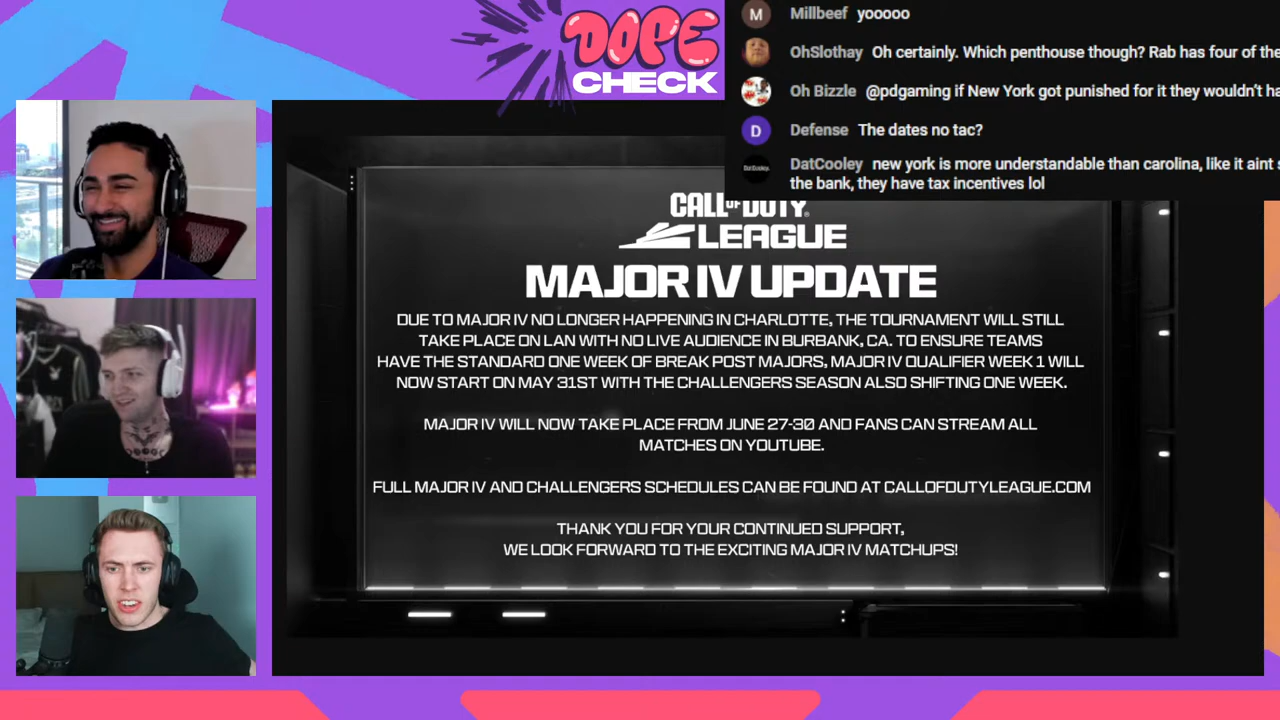 DOPE
CHECK
M Millbeef yooooo
OhSlothay Oh certainly. Which penthouse though? Rab has four of the
Oh Bizzle @pdgaming if New York got punished for it they wouldn't ha
D Defense The dates no tac?
DatCooley. DatCooley new york is more understandable than carolina, like it aint s
the bank, they have tax incentives lol
CALL OF DUTY
LEAGUE
MAJOR IV UPDATE
DUE TO MAJOR IV NO LONGER HAPPENING IN CHARLOTTE, THE TOURNAMENT WILL STILL
TAKE PLACE ON LAN WITH NO LIVE AUDIENCE IN BURBANK, CA. TO ENSURE TEAMS
HAVE THE STANDARD ONE WEEK OF BREAK POST MAJORS, MAJOR IV QUALIFIER WEEK 1 WILL
NOW START ON MAY 31ST WITH THE CHALLENGERS SEASON ALSO SHIFTING ONE WEEK.
MAJOR IV WILL NOW TAKE PLACE FROM JUNE 27-30 AND FANS CAN STREAM ALL
MATCHES ON YOUTUBE.
FULL MAJOR IV AND CHALLENGERS SCHEDULES CAN BE FOUND AT CALLOFDUTYLEAGUE.COM
THANK YOU FOR YOUR CONTINUED SUPPORT,
WE LOOK FORWARD TO THE EXCITING MAJOR IV MATCHUPS!